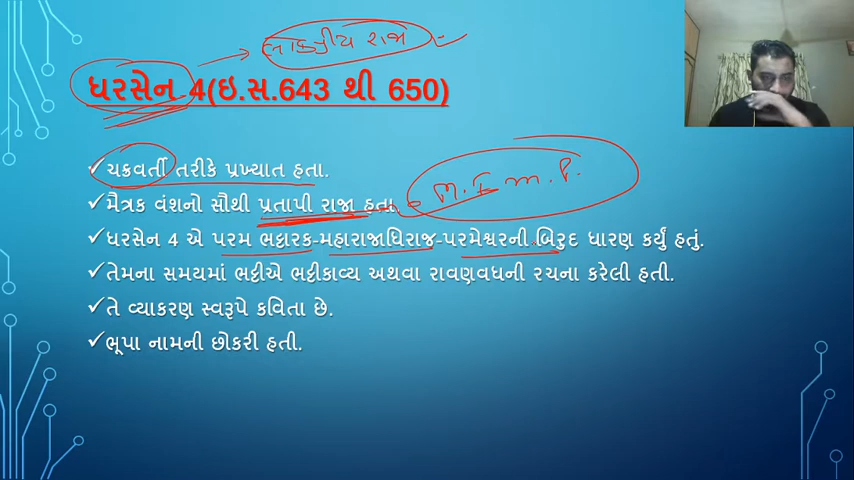 રાજા
ધરસેન 4(ઇ.સ.643 થી 650)
ચક્રવર્તી તરીકે પ્રખ્યાત હતા.
મૈત્રક વંશનો સૌથી પ્રતાપી રાજા હતા.
M. I m. P.
ધરસેન 4 એ પરમ ભટ્ટારક-મહારાજાધિરાજ-પરમેશ્વરની બિરુદ ધારણ કર્યું હતું.
તેમના સમયમાં ભટ્ટીએ ભટ્ટીકાવ્ય અથવા રાવણવધની રચના કરેલી હતી.
તે વ્યાકરણ સ્વરૂપે કવિતા છે.
ભૂપા નામની છોકરી હતી.